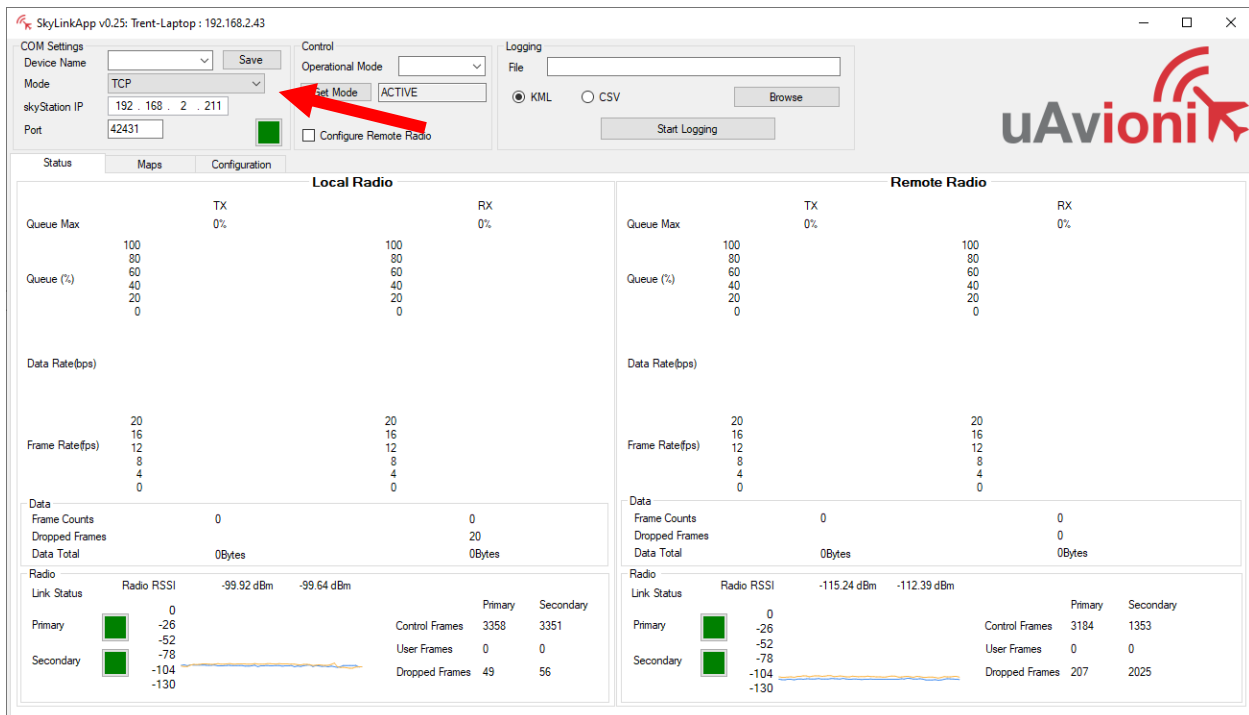 SkyLinkApp v0.25: Trent-Laptop : 192.168.2.43
COM Settings
Device Name
Save
Mode
TCP
skyStation IP
192 . 168 . 2 . 211
Port
42431
Control
Operational Mode
Set Mode
ACTIVE
Configure Remote Radio
Logging
File
KML
CSV
Browse
Start Logging
uAvioni
Status Maps Configuration
Local Radio
TX RX
Queue Max 0% 0%
Queue (%)
100 100
80 80
60 60
40 40
20 20
0 0
Data Rate(bps)
Frame Rate(fps)
20 20
16 16
12 12
8 8
4 4
0 0
Data
Frame Counts 0 0
Dropped Frames 20
Data Total 0Bytes 0Bytes
Radio
Link Status
Radio RSSI -99.92 dBm -99.64 dBm
Primary
Secondary
0
-26
-52
-78
-104
-130
Primary Secondary
Control Frames 3358 3351
User Frames 0 0
Dropped Frames 49 56
Remote Radio
TX RX
Queue Max 0% 0%
Queue (%)
100 100
80 80
60 60
40 40
20 20
0 0
Data Rate(bps)
Frame Rate(fps)
20 20
16 16
12 12
8 8
4 4
0 0
Data
Frame Counts 0 0
Dropped Frames 0
Data Total 0Bytes 0Bytes
Radio
Link Status
Radio RSSI -115.24 dBm -112.39 dBm
Primary
Secondary
0
-26
-52
-78
-104
-130
Primary Secondary
Control Frames 3184 1353
User Frames 0 0
Dropped Frames 207 2025